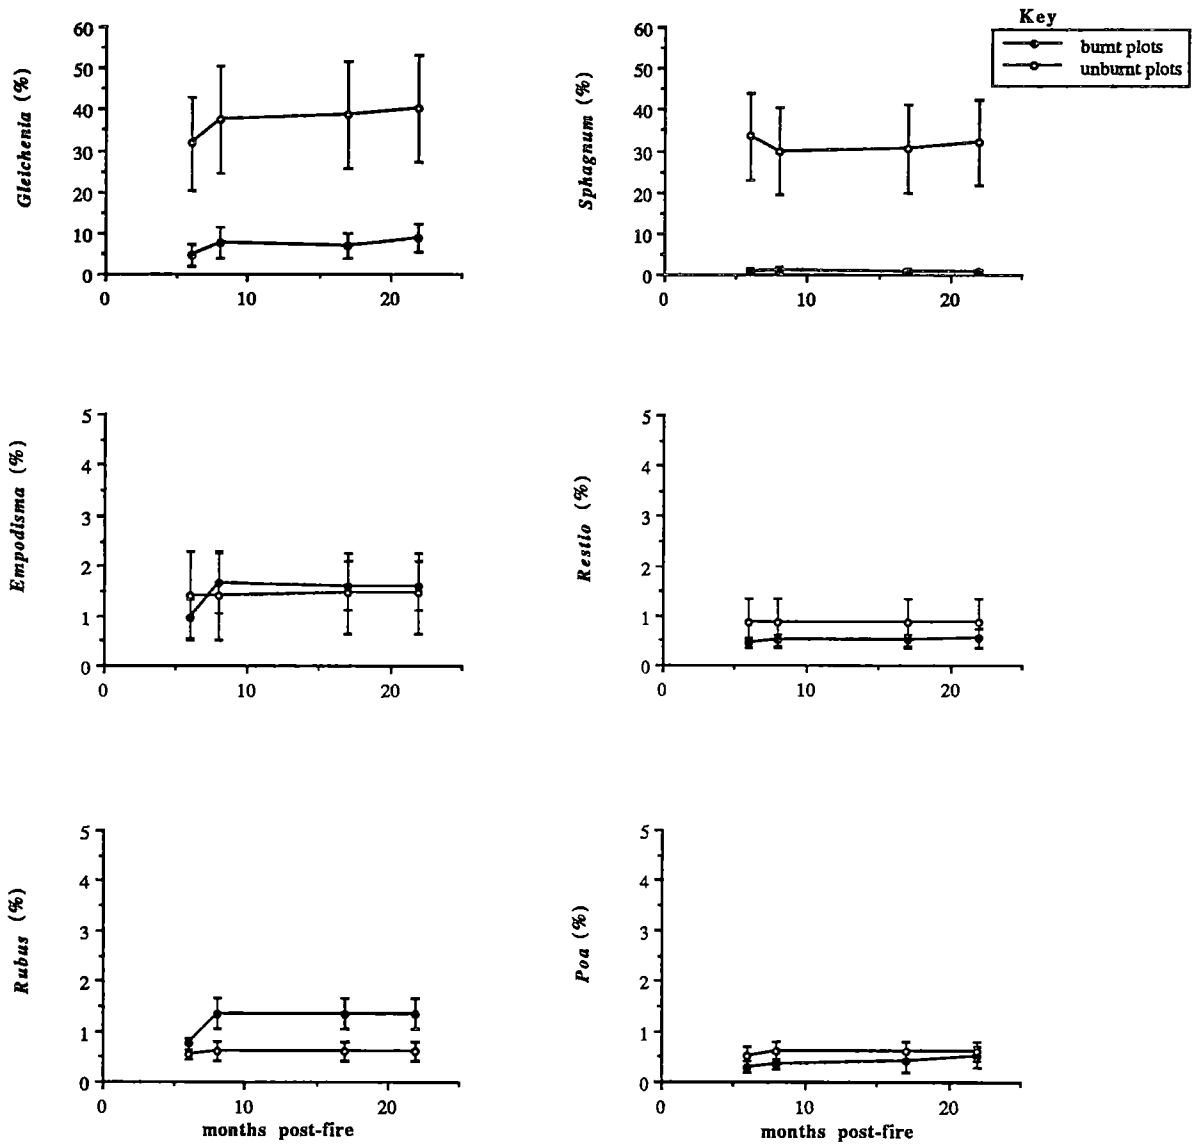 Key
burnt plots
unburnt plots
Gleichenia (%)
60
50
40
30
20
10
0
0 10 20
Sphagnum (%)
60
50
40
30
20
10
0
0 10 20
Empodisma (%)
5
4
3
2
1
0
0 10 20
Restio (%)
5
4
3
2
1
0
0 10 20
Rubus (%)
5
4
3
2
1
0
0 10 20
months post-fire
Poa (%)
5
4
3
2
1
0
0 10 20
months post-fire